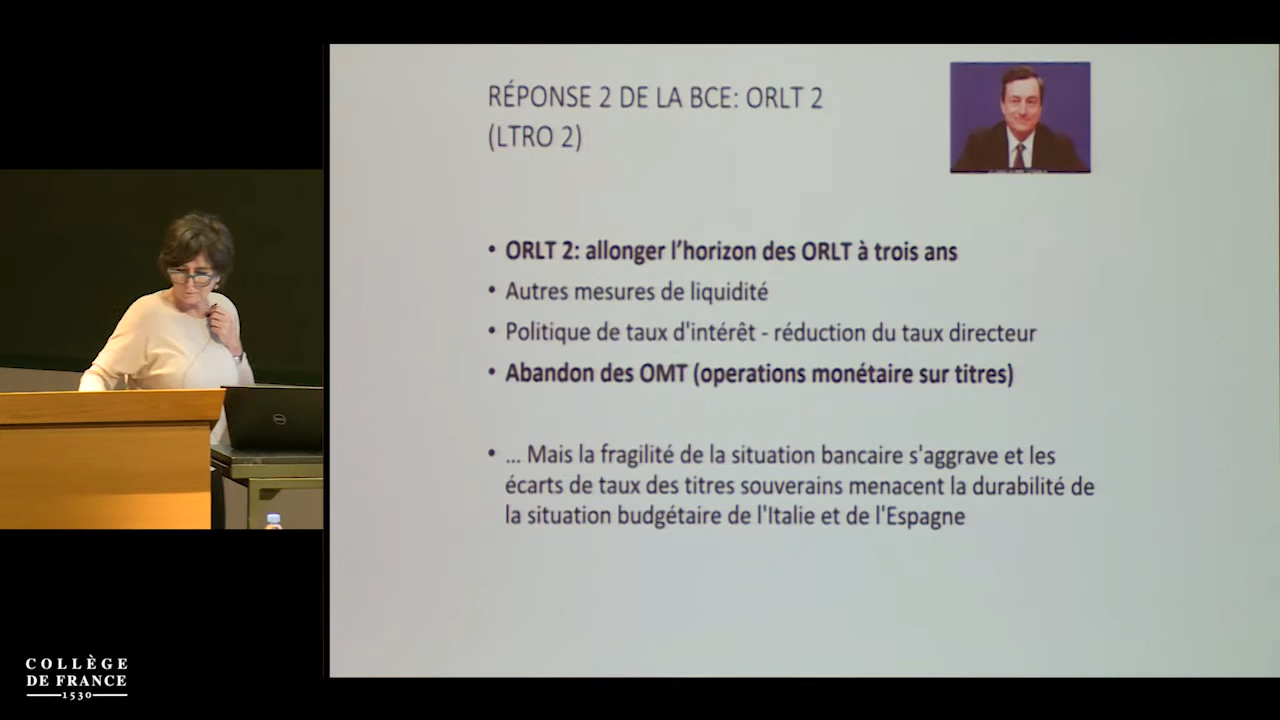 RÉPONSE 2 DE LA BCE: ORLT 2
(LTRO 2)
• ORLT 2: allonger l'horizon des ORLT à trois ans
• Autres mesures de liquidité
• Politique de taux d'intérêt - réduction du taux directeur
• Abandon des OMT (operations monétaire sur titres)
• ... Mais la fragilité de la situation bancaire s'aggrave et les
écarts de taux des titres souverains menacent la durabilité de
la situation budgétaire de l'Italie et de l'Espagne
COLLÈGE
DE FRANCE
1530